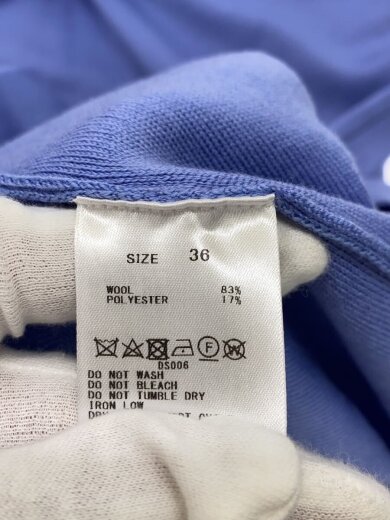 SIZE 36
WOOL 83%
POLYESTER 17%
F W
DS006
DO NOT WASH
DO NOT BLEACH
DO NOT TUMBLE DRY
IRON LOW